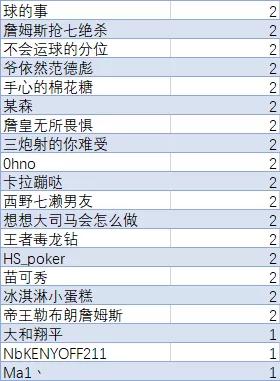 球的事 2
詹姆斯抢七绝杀 2
不会运球的分位 2
爷依然范德彪 2
手心的棉花糖 2
某森 2
詹皇无所畏惧 2
三炮射的你难受 2
0hno 2
卡拉蹦哒 2
西野七濑男友 2
想想大司马会怎么做 2
王者毒龙钻 2
HS_poker 2
苗可秀 2
冰淇淋小蛋糕 2
帝王勒布朗詹姆斯 2
大和翔平 1
NbKENYOFF211 1
Ma1丶 1